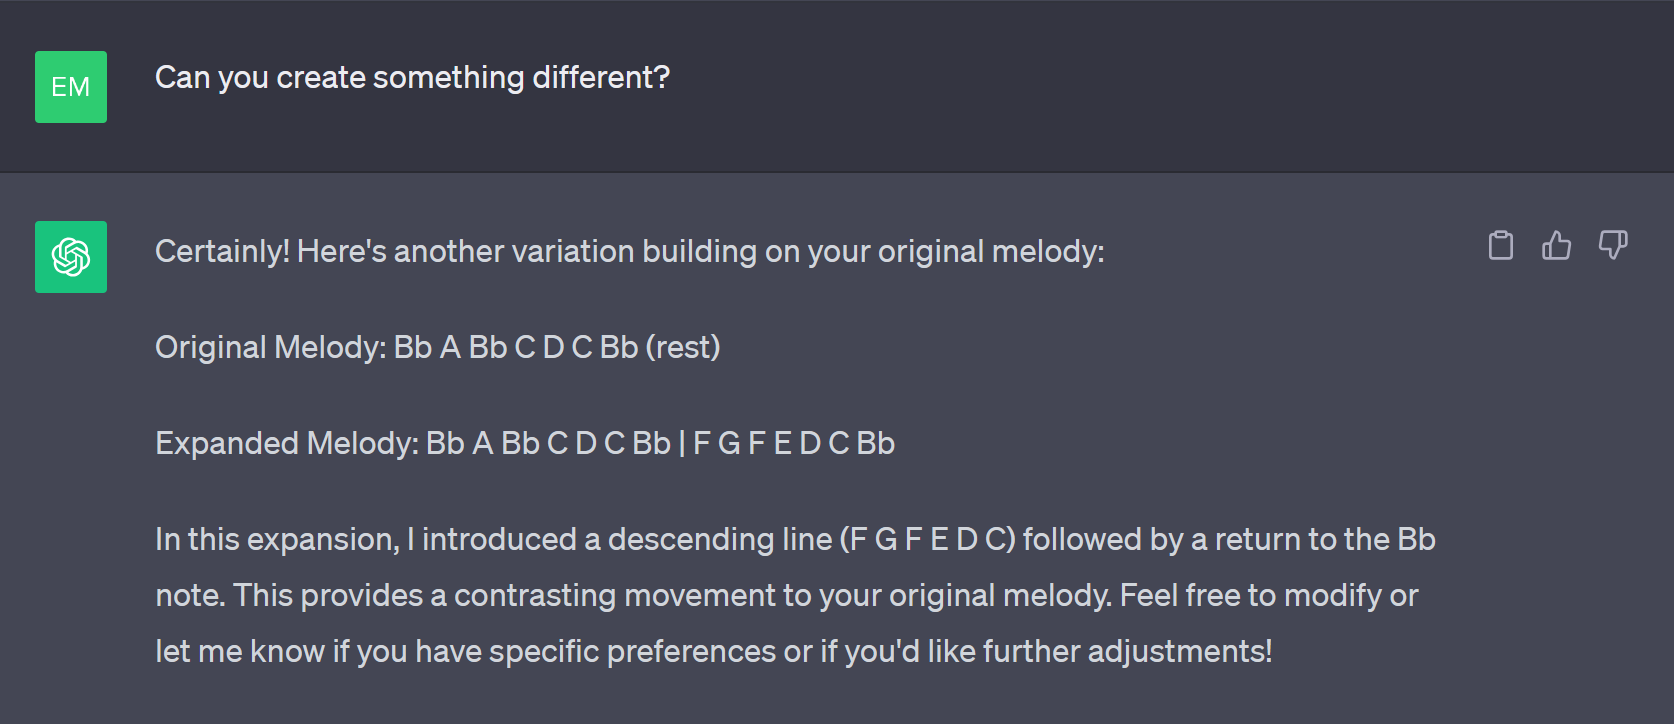 EM
Can you create something different?
Certainly! Here's another variation building on your original melody:
Original Melody: Bb A Bb C D C Bb (rest)
Expanded Melody: Bb A Bb C D C Bb | F G F E D C Bb
In this expansion, I introduced a descending line (F G F E D C) followed by a return to the Bb
note. This provides a contrasting movement to your original melody. Feel free to modify or
let me know if you have specific preferences or if you'd like further adjustments!